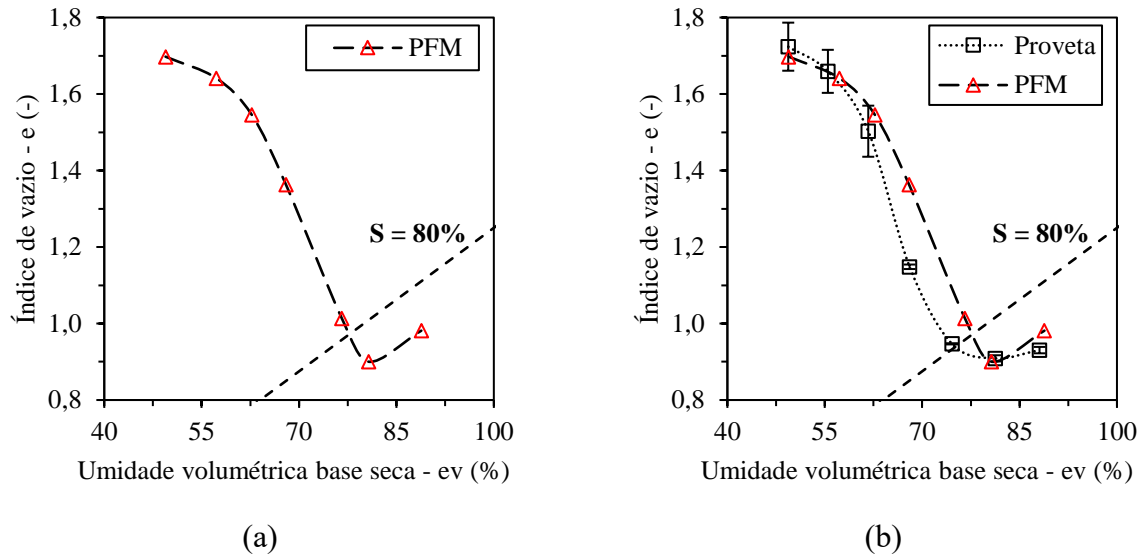 1,8
1,6
1,4
1,2
1,0
0,8
Índice de vazio - e (-)
PFM
S = 80%
40 55 70 85 100
Umidade volumétrica base seca - ev (%)
(a)
1,8
1,6
1,4
1,2
1,0
0,8
Índice de vazio - e (-)
Proveta
PFM
S = 80%
40 55 70 85 100
Umidade volumétrica base seca - ev (%)
(b)